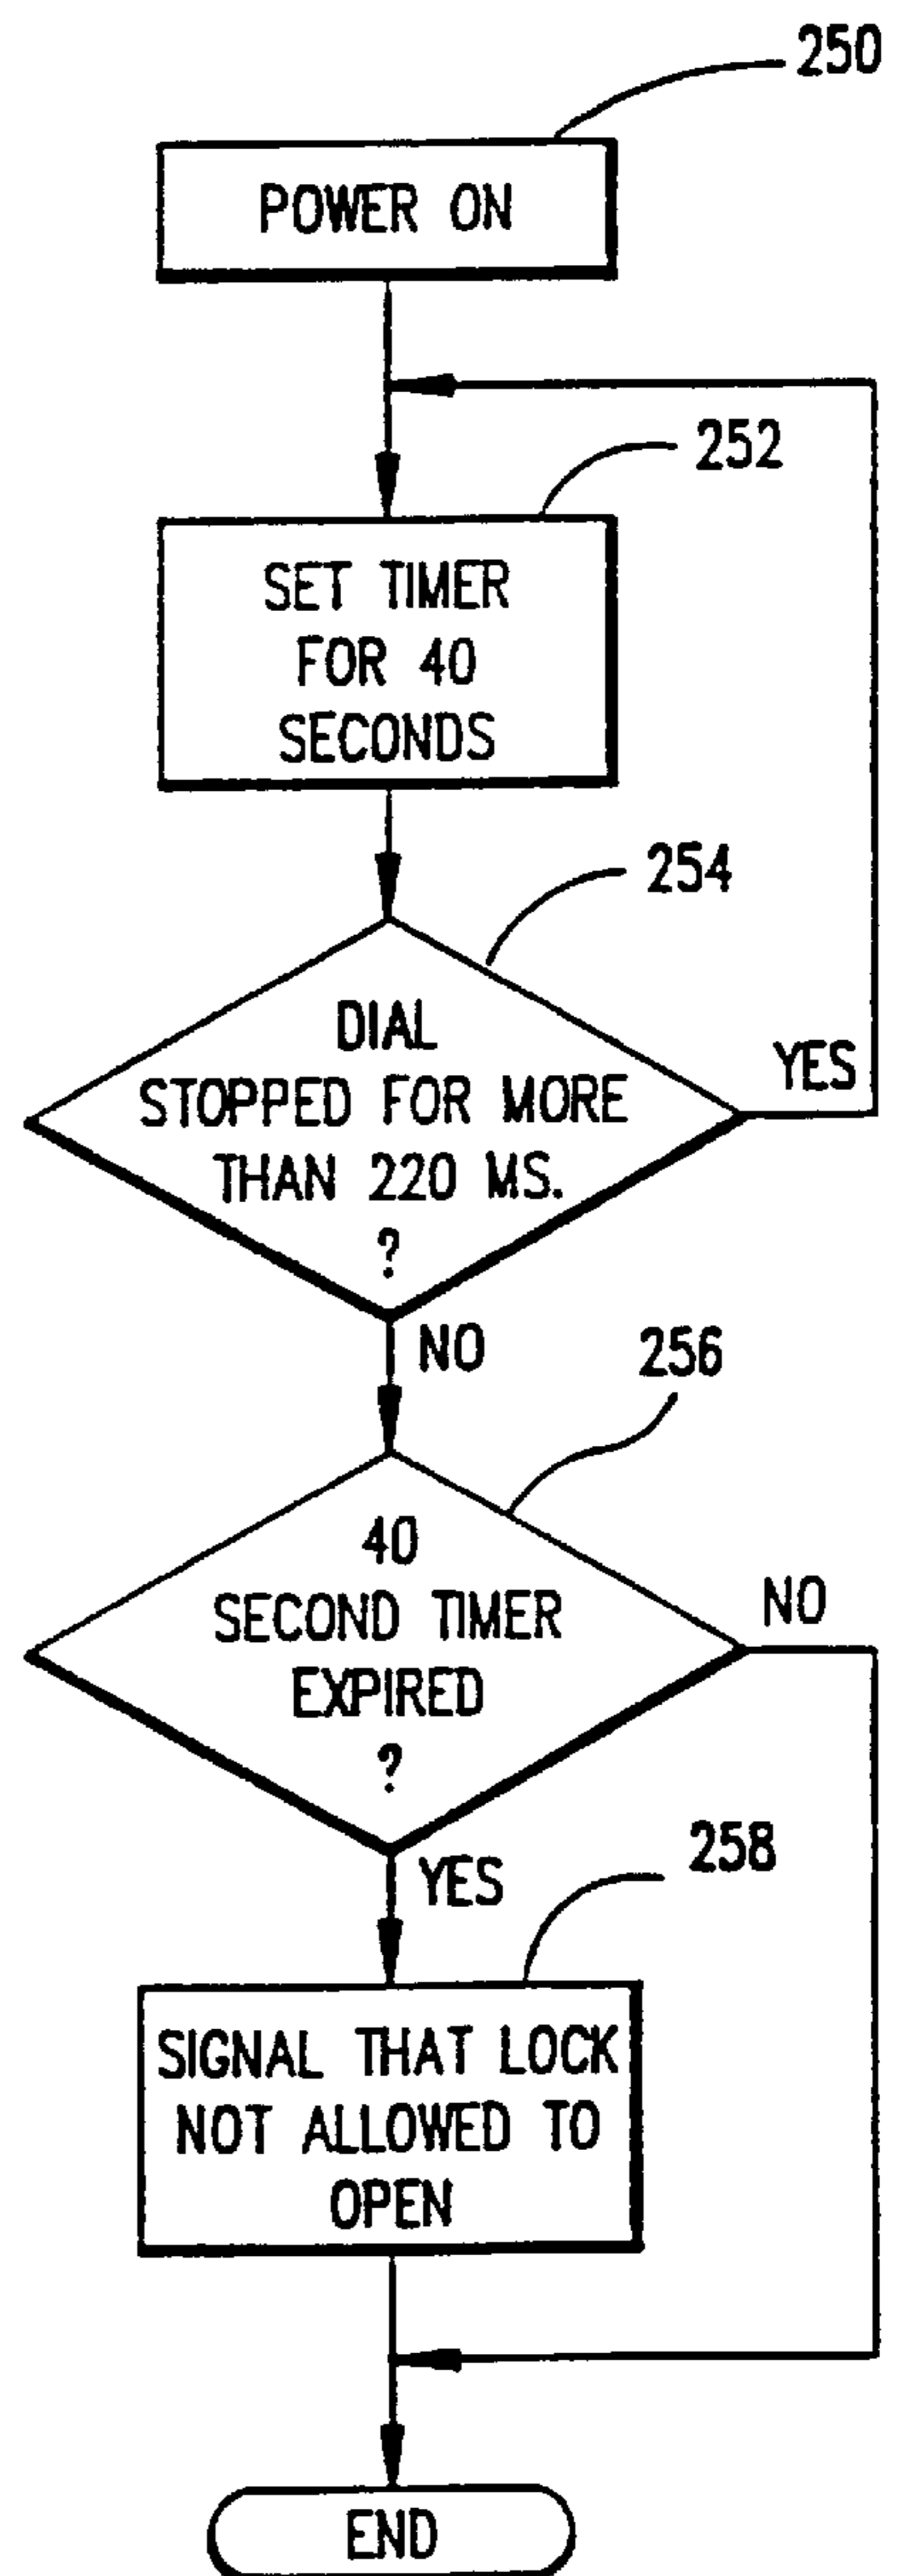 250
POWER ON
252
SET TIMER
FOR 40
SECONDS
254
DIAL
STOPPED FOR MORE
THAN 220 MS.
?
YES
NO
256
40
SECOND TIMER
EXPIRED
?
NO
YES
258
SIGNAL THAT LOCK
NOT ALLOWED TO
OPEN
END